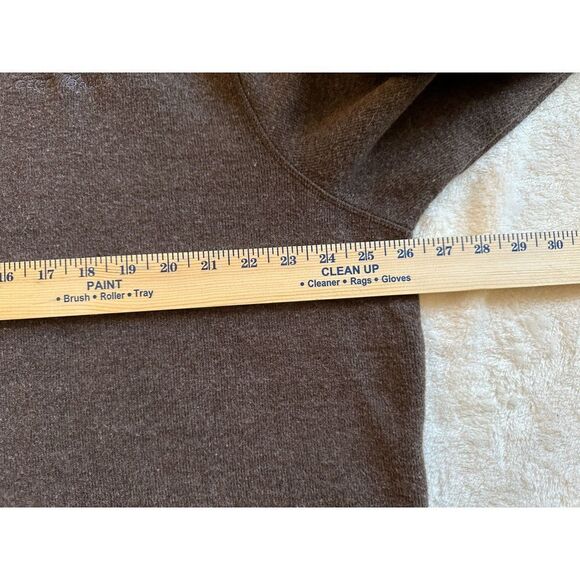 16 17 18 19 20 21 22 23 24 25 26 27 28 29 30
PAINT
• Brush • Roller • Tray
CLEAN UP
• Cleaner • Rags • Gloves